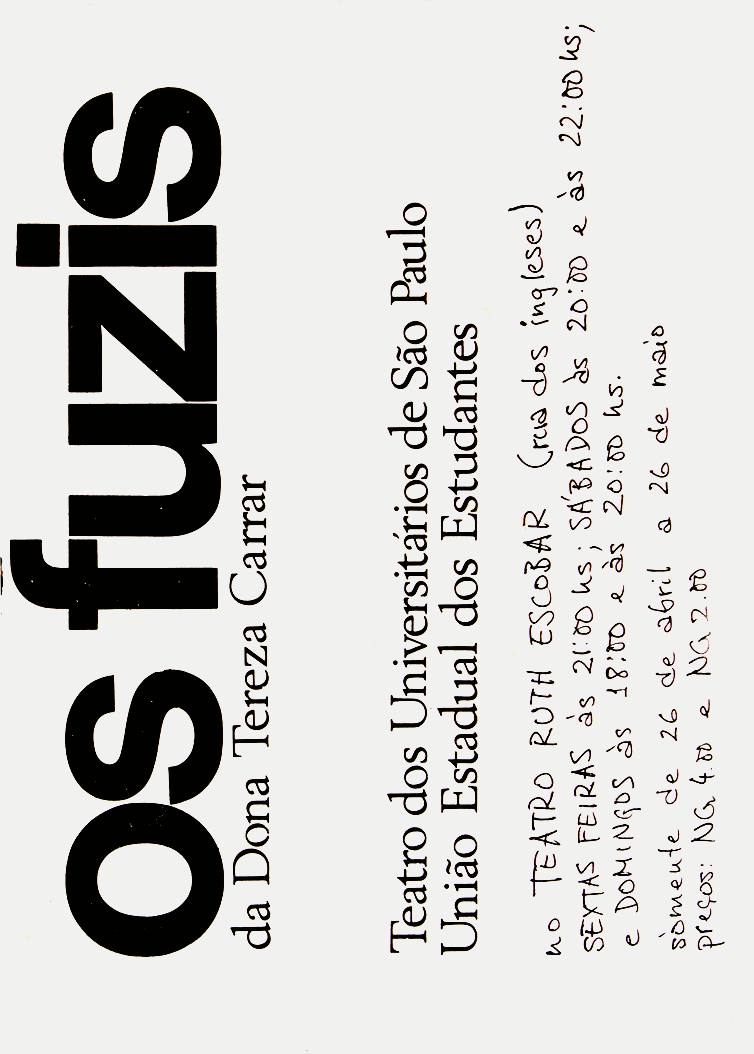 os fuzis
da Dona Tereza Carrar
Teatro dos Universitários de São Paulo
União Estadual dos Estudantes
no TEATRO RUTH ESCOBAR (rua dos ingleses)
SEXTAS FEIRAS às 21:00 hs; SÁBADOS às 20:00 e às 22:00 hs;
e DOMINGOS às 18:00 e às 20:00 hs.
sòmente de 26 de abril a 26 de maio
preços: NCr 4.00 e NCr 2.00